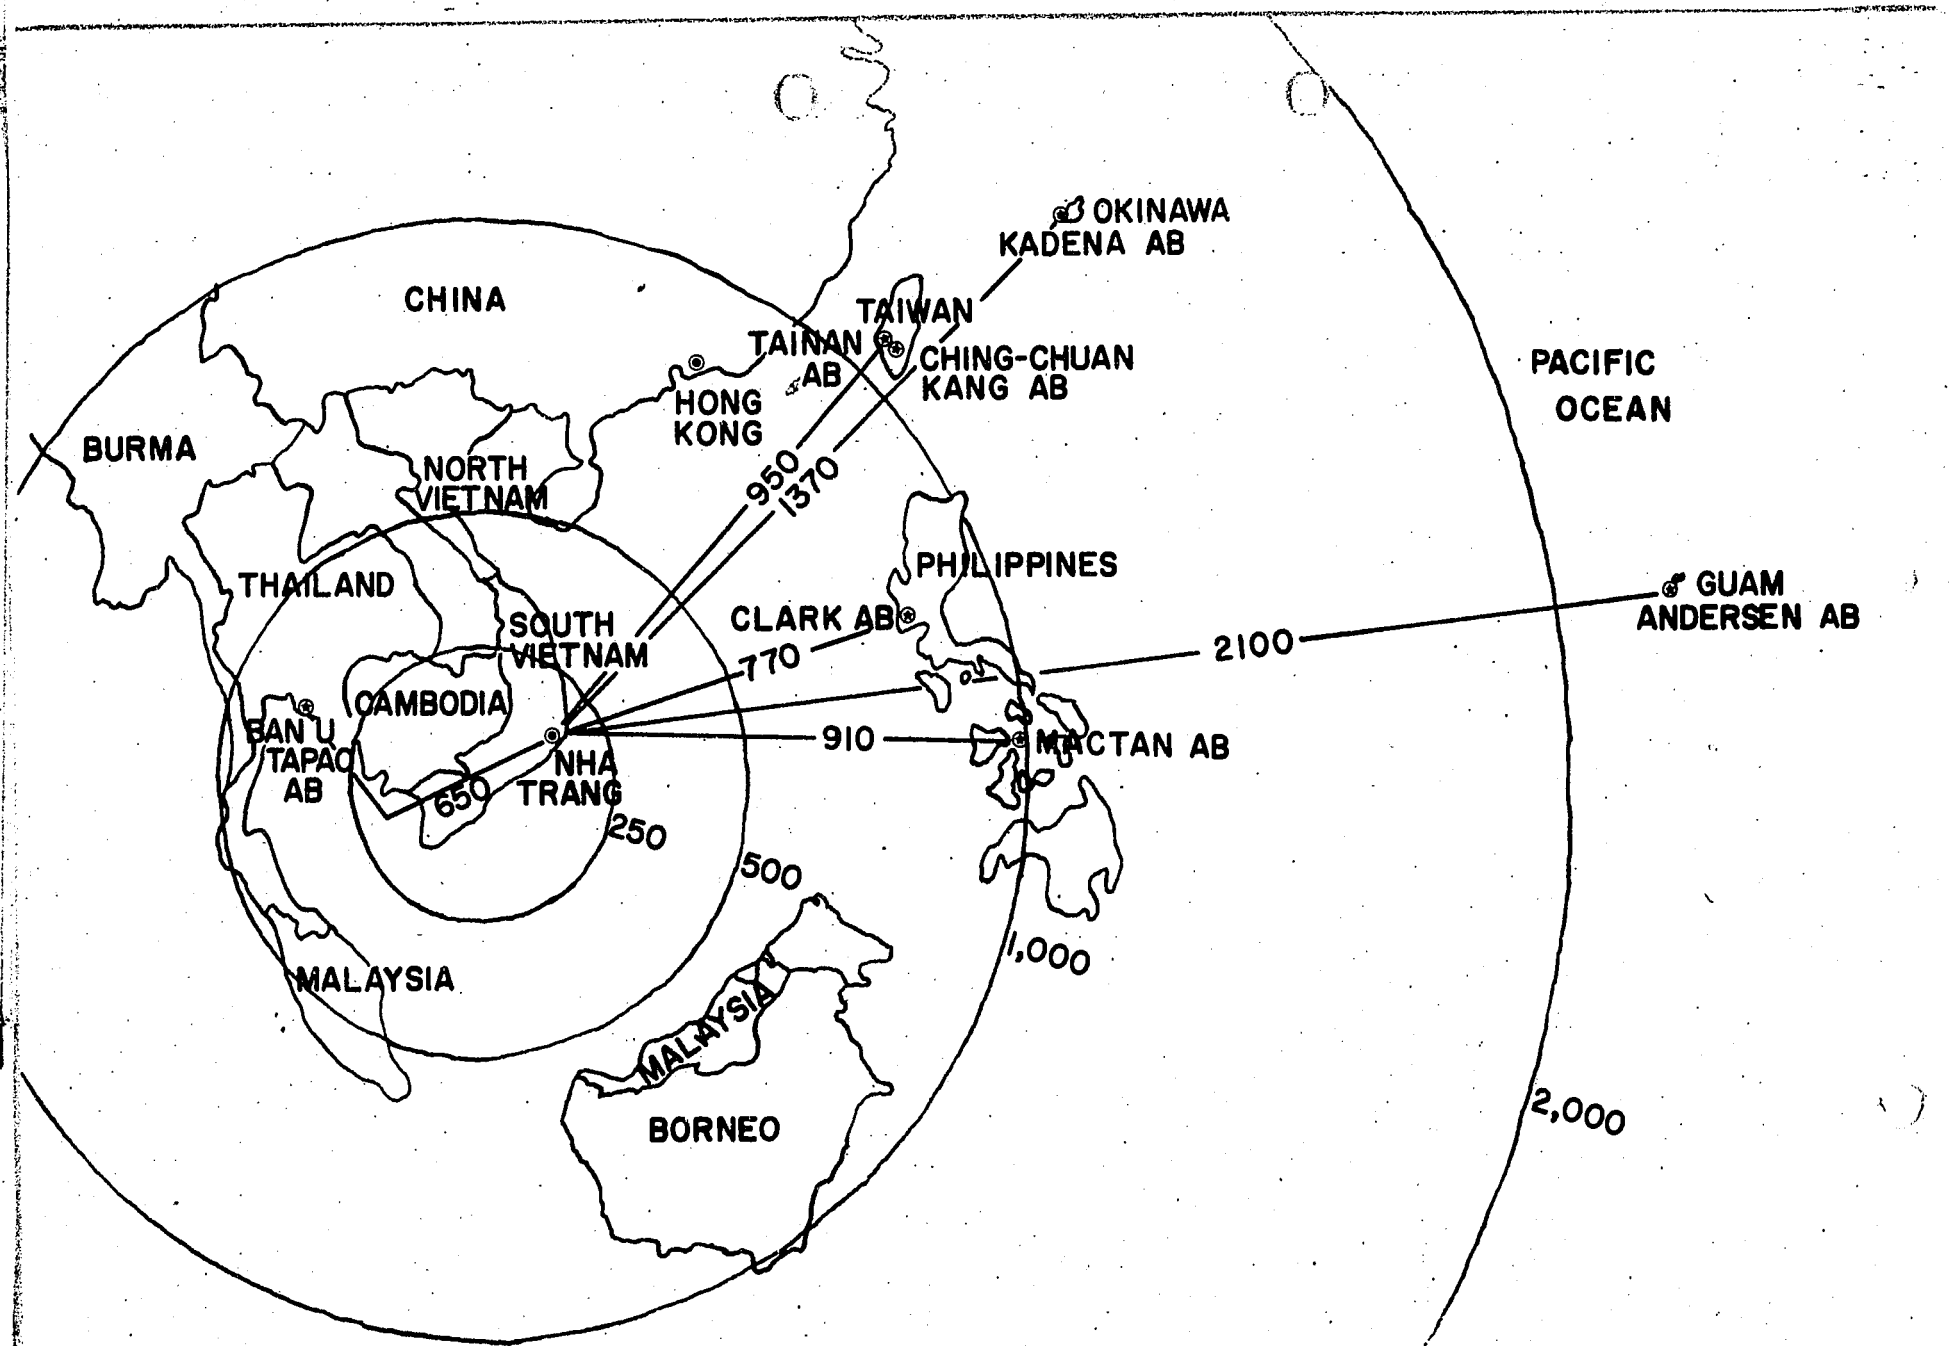 OKINAWA
KADENA AB
CHINA
TAIWAN
TAINAN
AB
CHING-CHUAN
KANG AB
PACIFIC
OCEAN
HONG
KONG
BURMA
NORTH
VIETNAM
950
1370
PHILIPPINES
THAILAND
GUAM
ANDERSEN AB
CLARK AB
SOUTH
VIETNAM
2100
770
CAMBODIA
BAN U
TAPAO
AB
910
MACTAN AB
NHA
TRANG
650
250
500
1,000
MALAYSIA
MALAYSIA
BORNEO
2,000